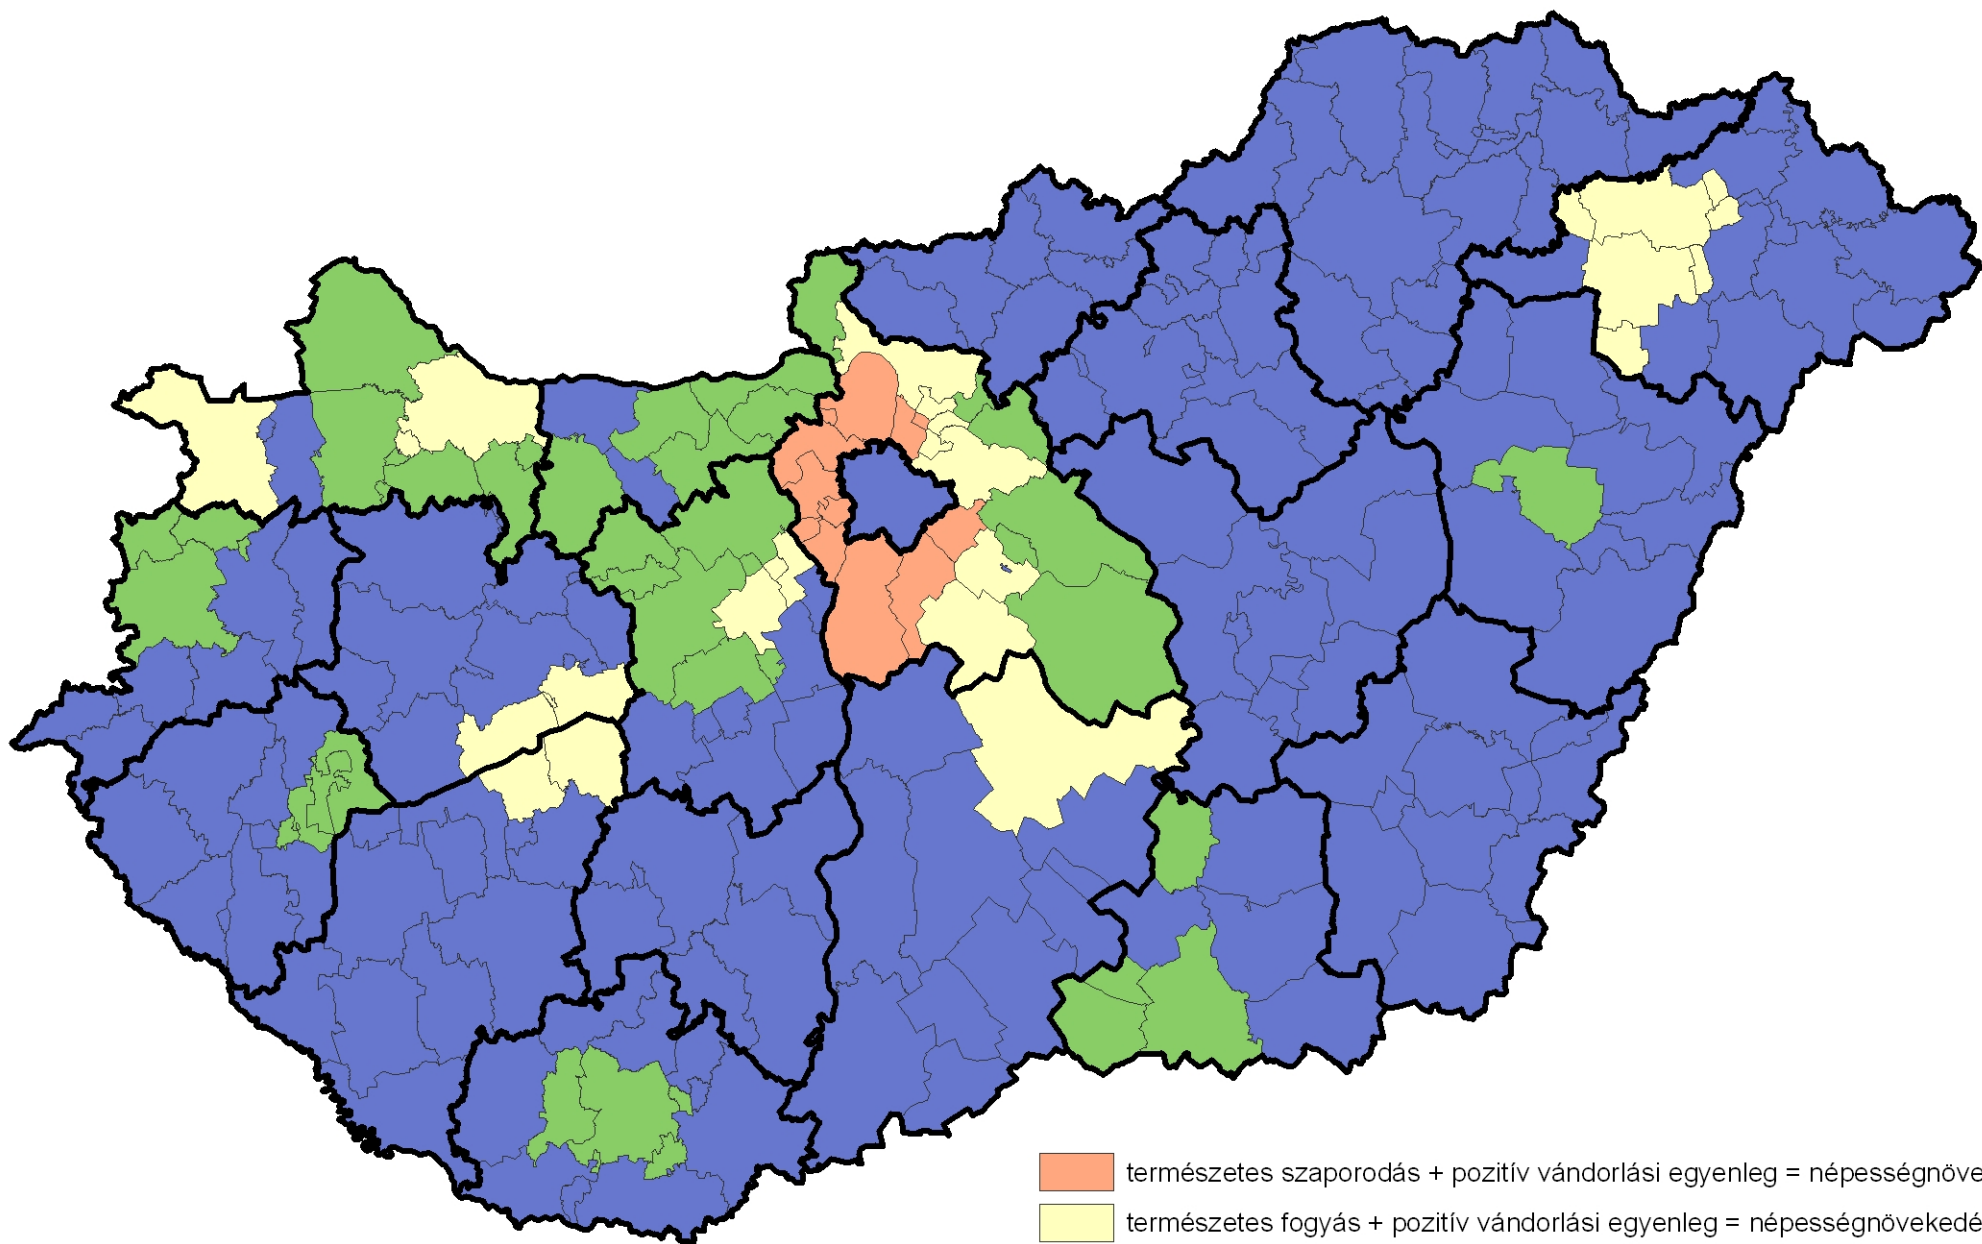 természetes szaporodás + pozitív vándorlási egyenleg = népességnöve
természetes fogyás + pozitív vándorlási egyenleg = népességnövekedé